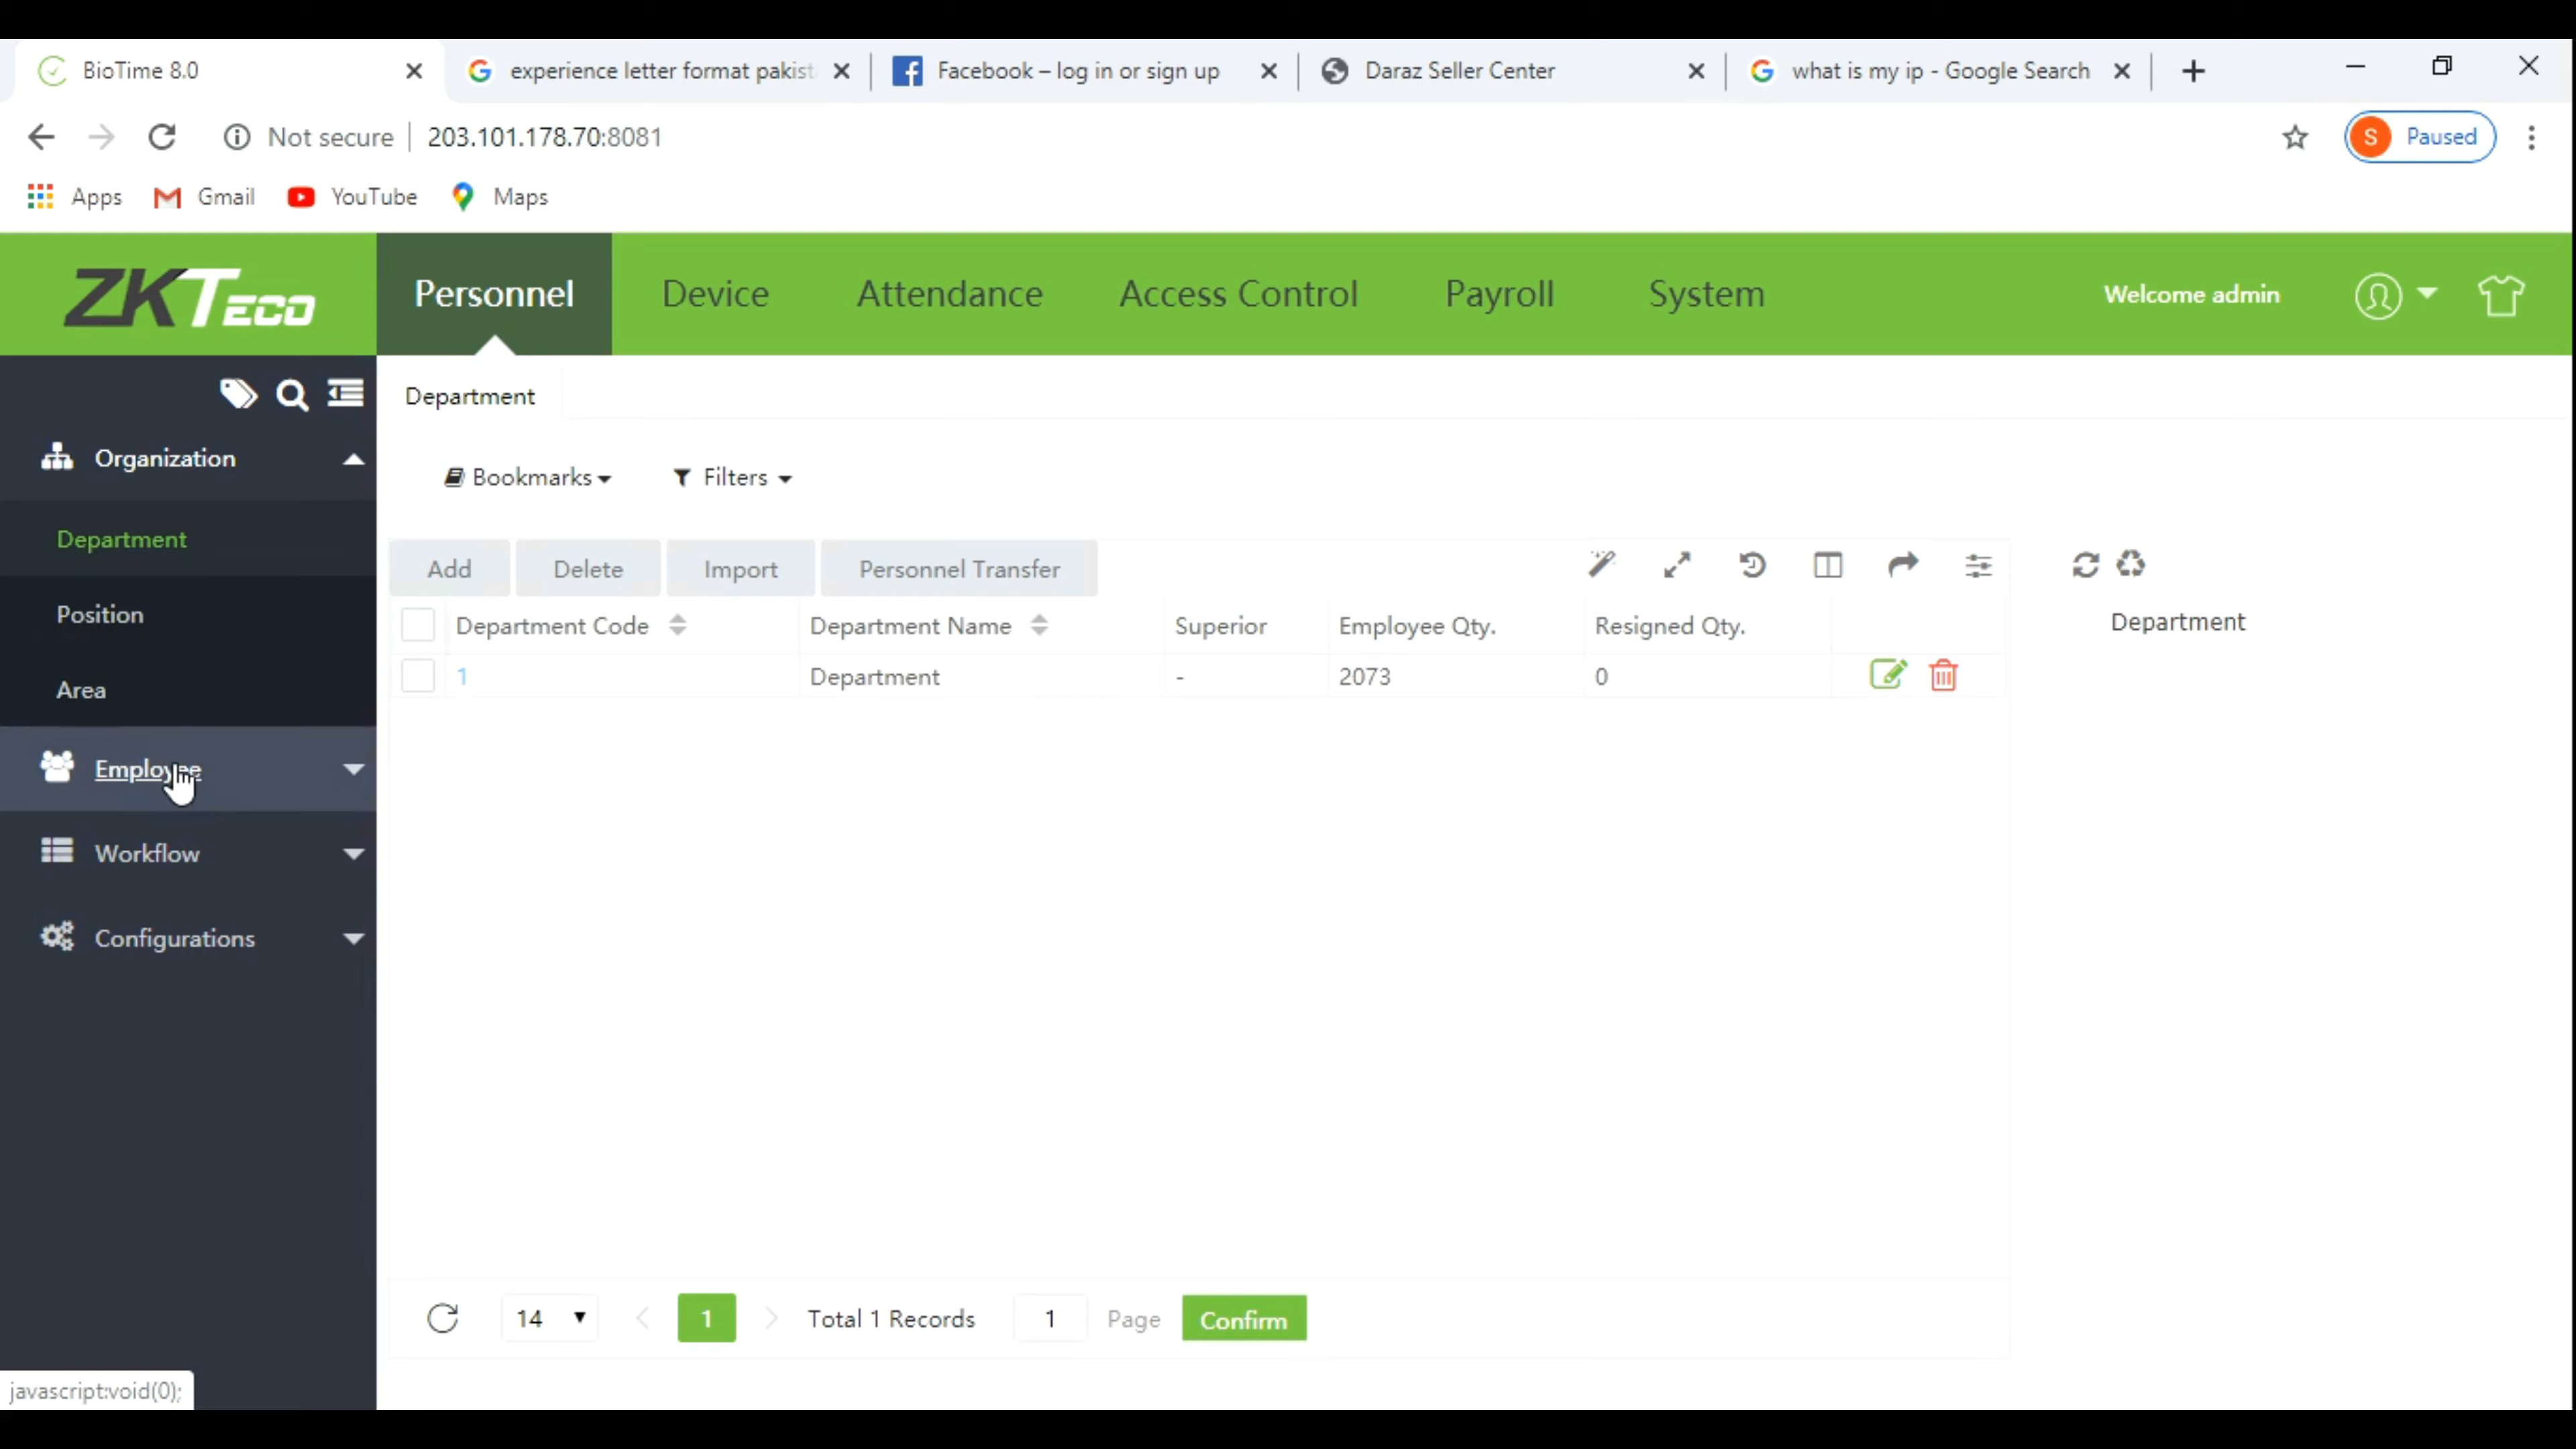 BioTime 8.0
experience letter format pakist
Facebook – log in or sign up
Daraz Seller Center
what is my ip - Google Search
Not secure
203.101.178.70:8081
S
Paused
Apps
Gmail
YouTube
Maps
ZKTECO
Personnel
Device
Attendance
Access Control
Payroll
System
Welcome admin
Department
Organization
Bookmarks
Filters
Department
Position
Area
Employee
Workflow
Configurations
Add
Delete
Import
Personnel Transfer
Department Code
Department Name
Superior
Employee Qty.
Resigned Qty.
Department
1
Department
-
2073
0
14
1
Total 1 Records
1
Page
Confirm
javascript:void(0);